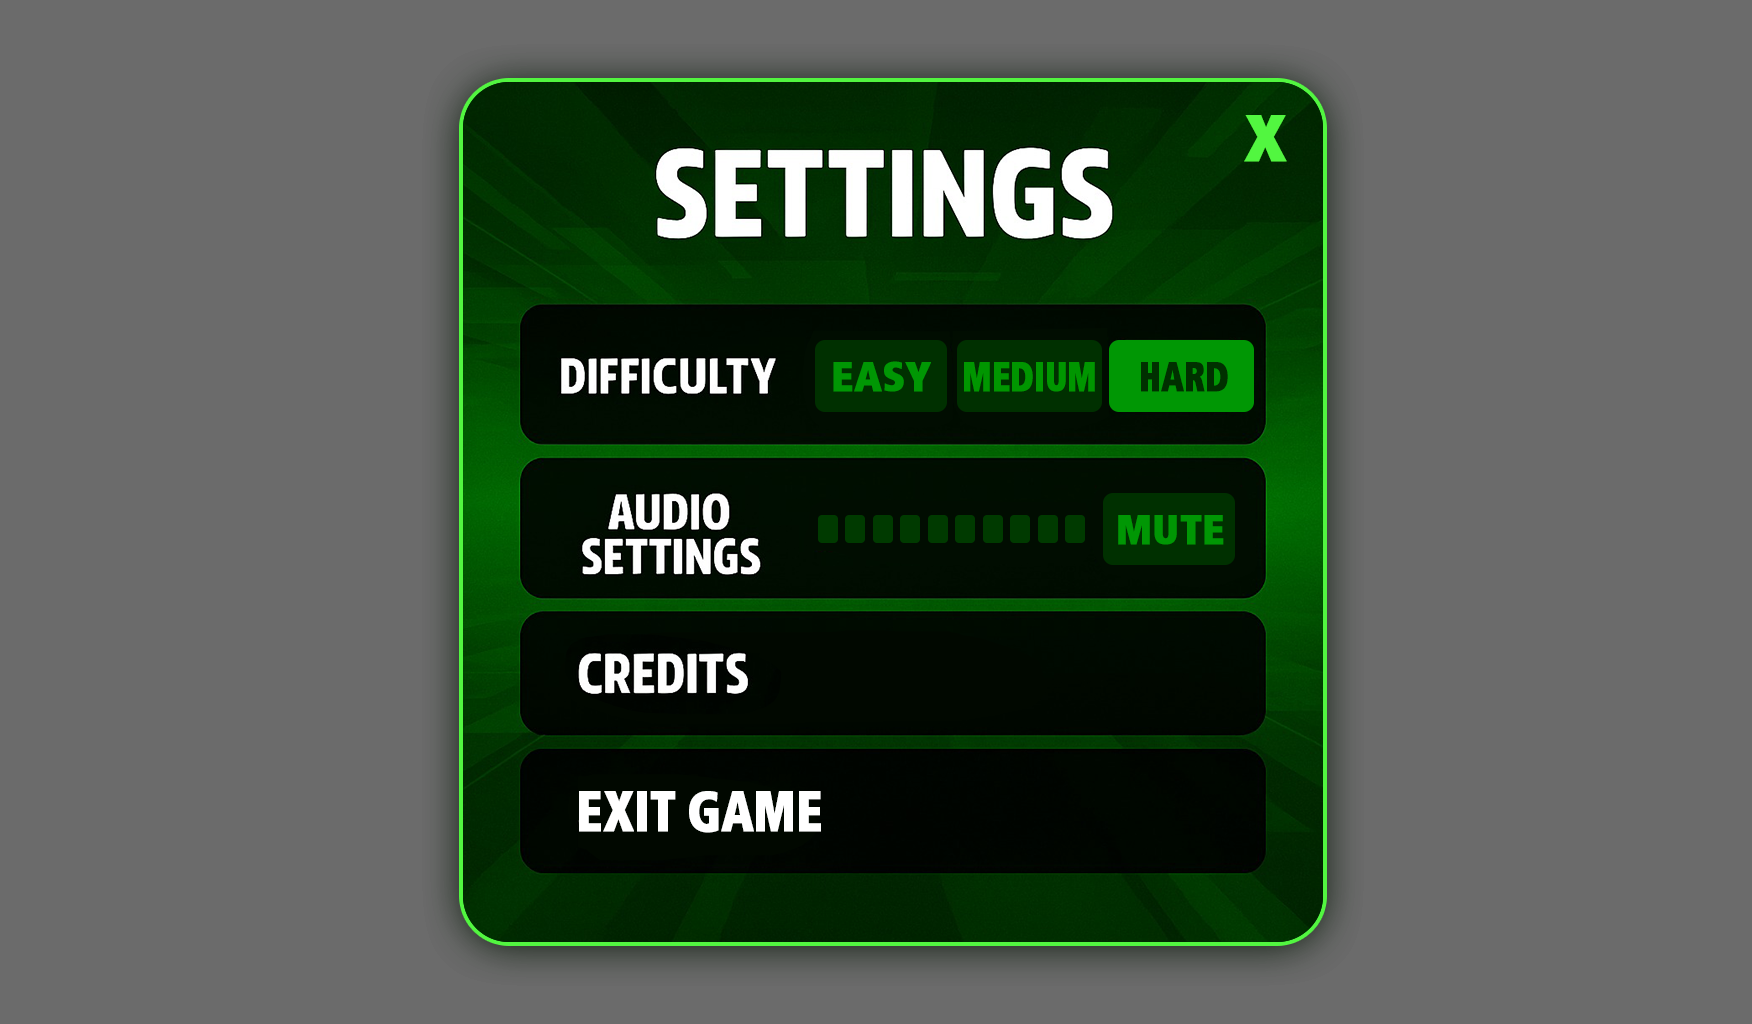 X
SETTINGS
DIFFICULTY EASY MEDIUM HARD
AUDIO
SETTINGS
MUTE
CREDITS
EXIT GAME